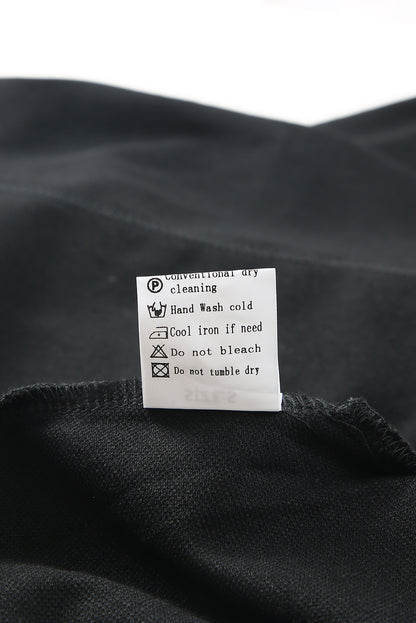 Conventional dry
Ⓟ cleaning
Hand Wash cold
Cool iron if need
Do not bleach
Do not tumble dry